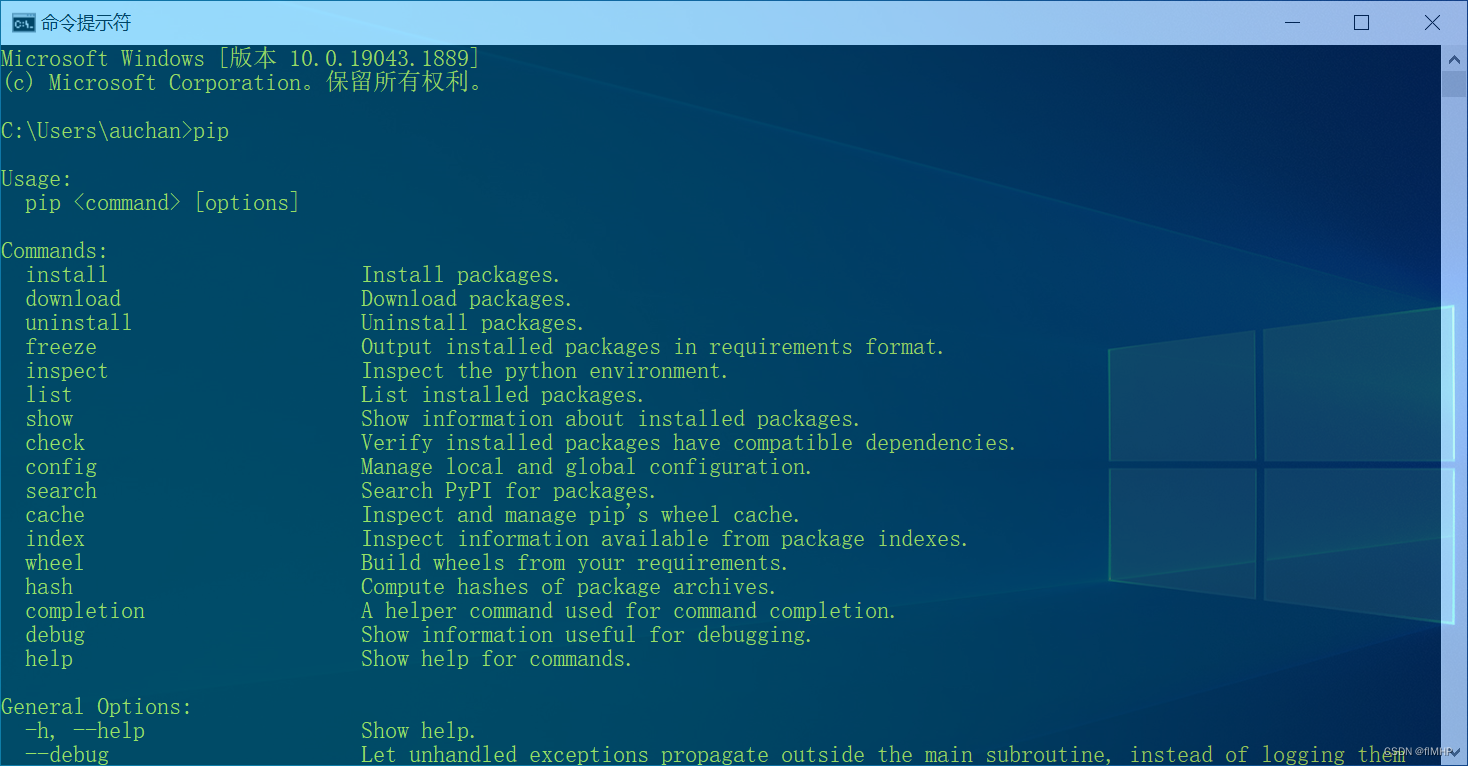 命令提示符
Microsoft Windows [版本 10.0.19043.1889]
(c) Microsoft Corporation。保留所有权利。
C:\Users\auchan>pip
Usage:
  pip <command> [options]
Commands:
  install                     Install packages.
  download                    Download packages.
  uninstall                   Uninstall packages.
  freeze                      Output installed packages in requirements format.
  inspect                     Inspect the python environment.
  list                        List installed packages.
  show                        Show information about installed packages.
  check                       Verify installed packages have compatible dependencies.
  config                      Manage local and global configuration.
  search                      Search PyPI for packages.
  cache                       Inspect and manage pip's wheel cache.
  index                       Inspect information available from package indexes.
  wheel                       Build wheels from your requirements.
  hash                        Compute hashes of package archives.
  completion                  A helper command used for command completion.
  debug                       Show information useful for debugging.
  help                        Show help for commands.
General Options:
  -h, --help                  Show help.
  --debug                     Let unhandled exceptions propagate outside the main subroutine, instead of logging them
CSDN